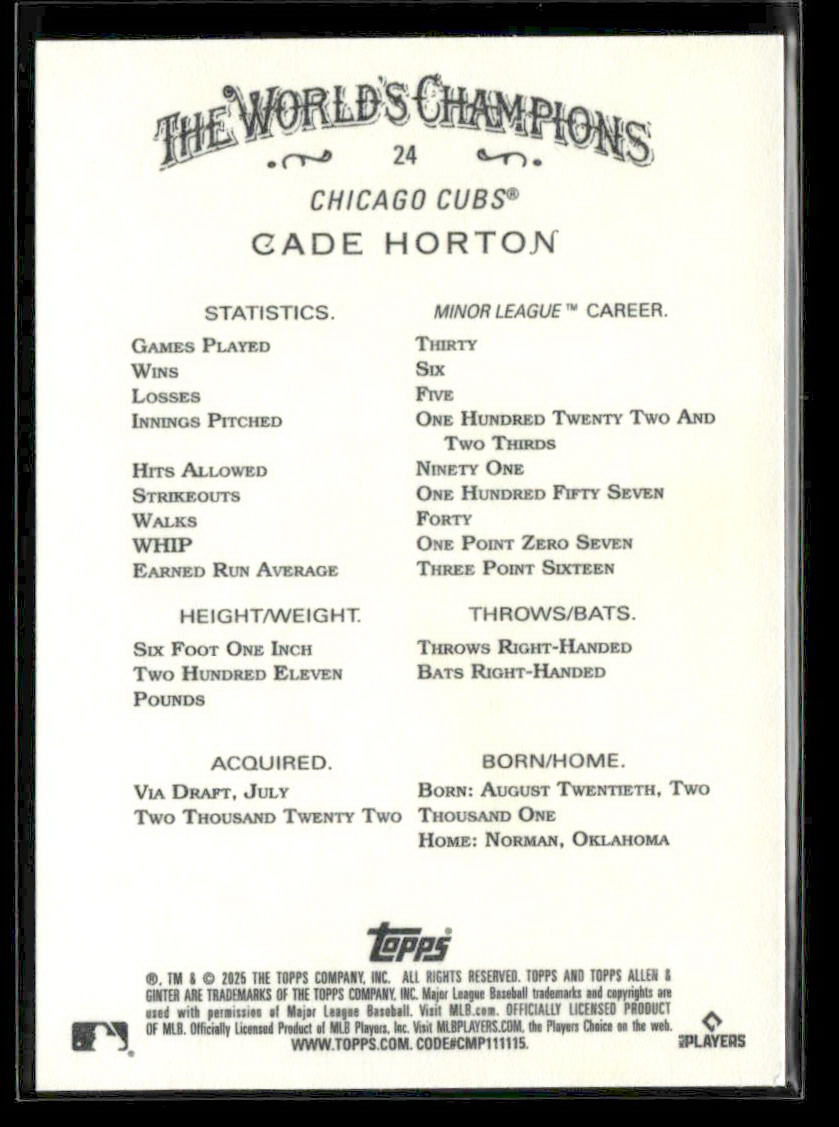 THE WORLD'S CHAMPIONS
24
CHICAGO CUBS®
CADE HORTON
STATISTICS. MINOR LEAGUE™ CAREER.
GAMES PLAYED THIRTY
WINS SIX
LOSSES FIVE
INNINGS PITCHED ONE HUNDRED TWENTY TWO AND
TWO THIRDS
HITS ALLOWED NINETY ONE
STRIKEOUTS ONE HUNDRED FIFTY SEVEN
WALKS FORTY
WHIP ONE POINT ZERO SEVEN
EARNED RUN AVERAGE THREE POINT SIXTEEN
HEIGHT/WEIGHT.
SIX FOOT ONE INCH
TWO HUNDRED ELEVEN
POUNDS
THROWS/BATS.
THROWS RIGHT-HANDED
BATS RIGHT-HANDED
ACQUIRED.
VIA DRAFT, JULY
TWO THOUSAND TWENTY TWO
BORN/HOME.
BORN: AUGUST TWENTIETH, TWO
THOUSAND ONE
HOME: NORMAN, OKLAHOMA
topps
®, TM & © 2025 THE TOPPS COMPANY, INC. ALL RIGHTS RESERVED. TOPPS AND TOPPS ALLEN &
GINTER ARE TRADEMARKS OF THE TOPPS COMPANY, INC. Major League Baseball trademarks and copyrights are
used with permission of Major League Baseball. Visit MLB.com. OFFICIALLY LICENSED PRODUCT
OF MLB. Officially Licensed Product of MLB Players, Inc. Visit MLBPLAYERS.COM, the Players Choice on the web.
WWW.TOPPS.COM. CODE#CMP111115.
MLB PLAYERS